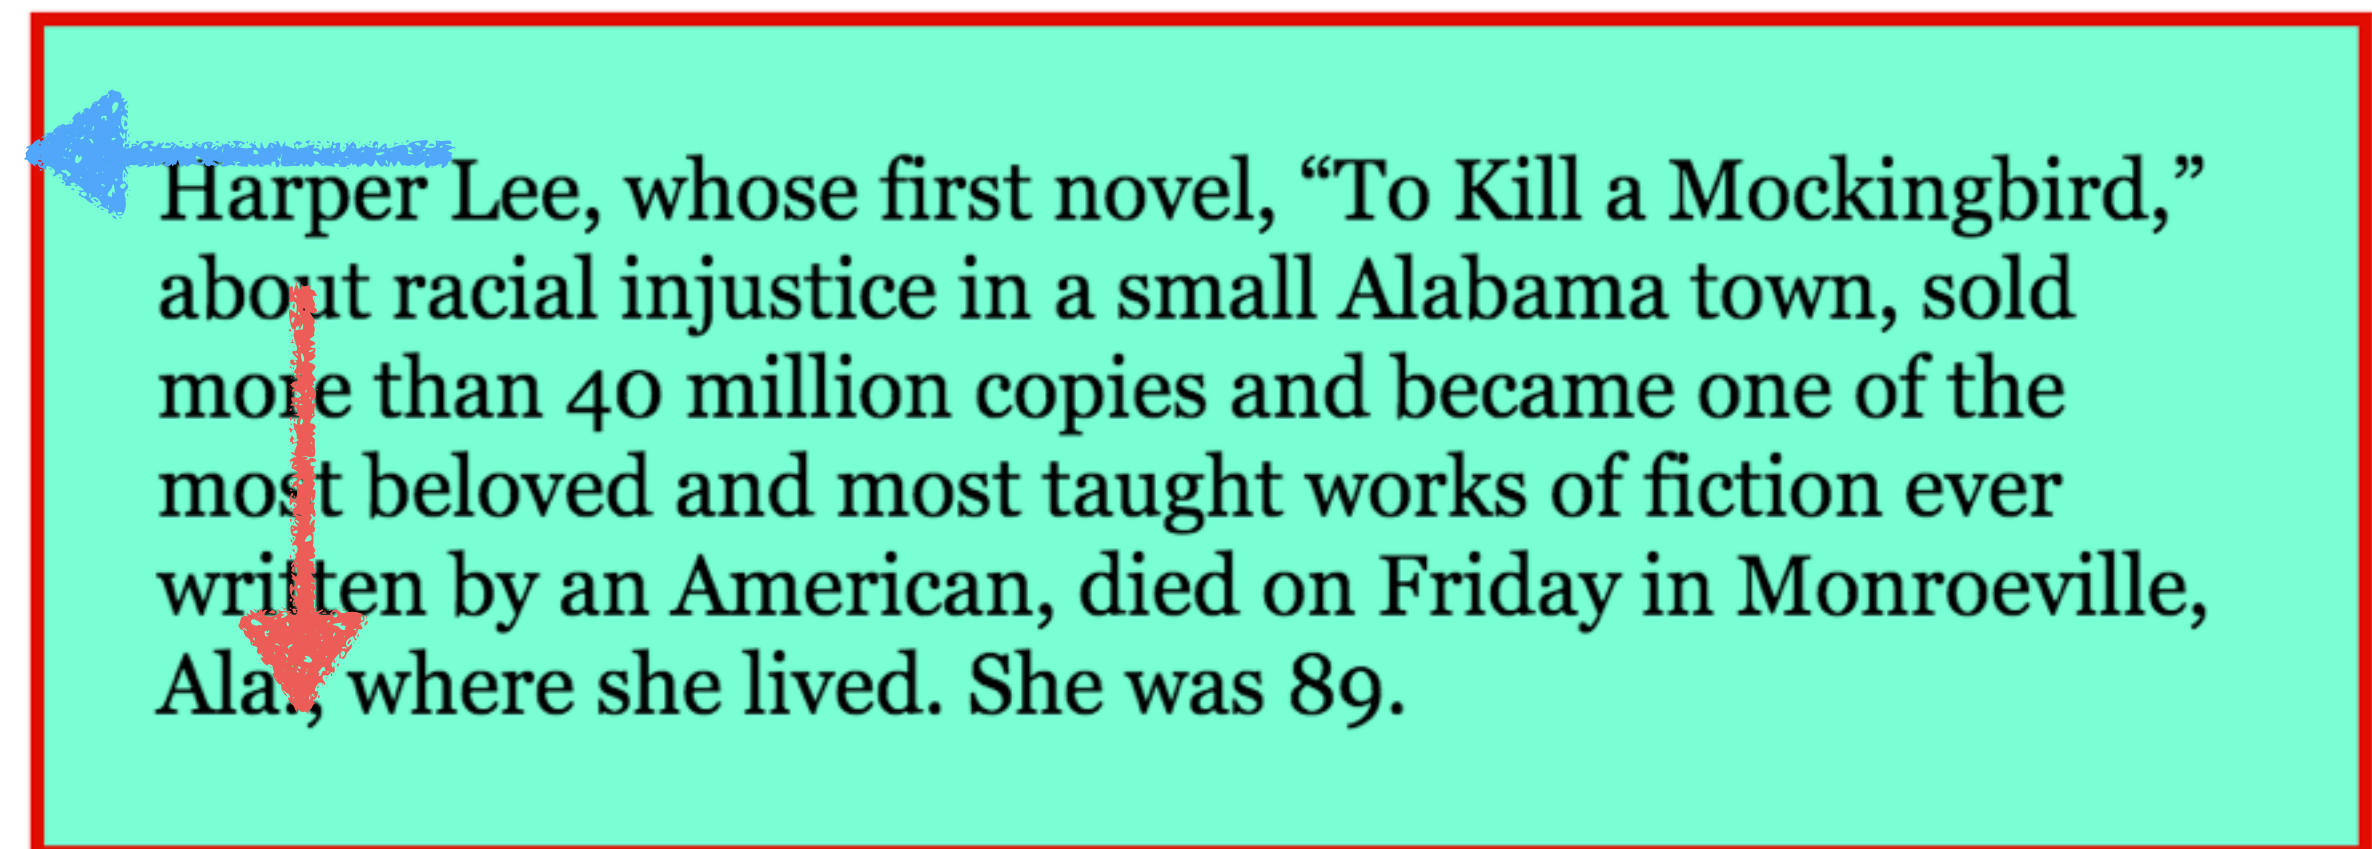 Harper Lee, whose first novel, “To Kill a Mockingbird,”
about racial injustice in a small Alabama town, sold
more than 40 million copies and became one of the
most beloved and most taught works of fiction ever
written by an American, died on Friday in Monroeville,
Ala., where she lived. She was 89.